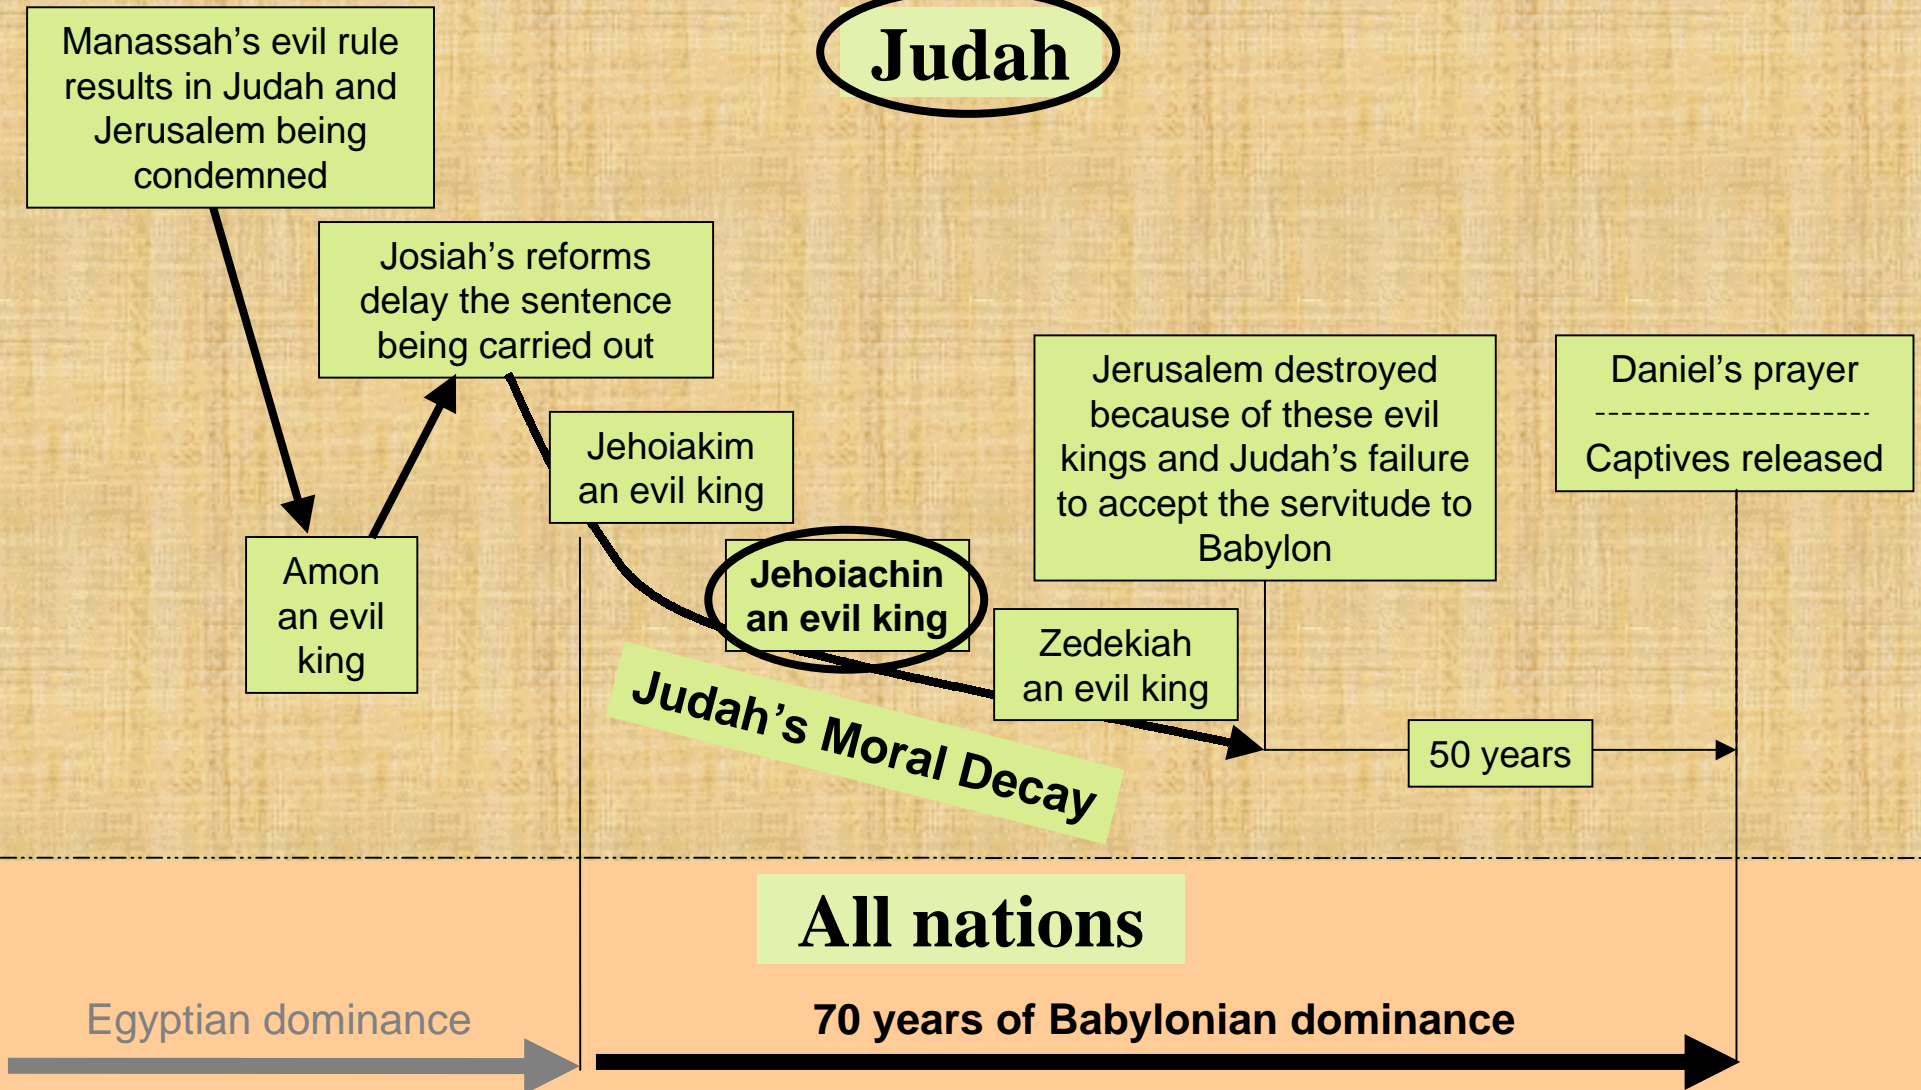 Judah
Manassah’s evil rule
results in Judah and
Jerusalem being
condemned
Josiah’s reforms
delay the sentence
being carried out
Amon
an evil
king
Jehoiakim
an evil king
Jehoiachin
an evil king
Zedekiah
an evil king
Judah’s Moral Decay
Jerusalem destroyed
because of these evil
kings and Judah’s failure
to accept the servitude to
Babylon
Daniel’s prayer
Captives released
50 years
All nations
Egyptian dominance
70 years of Babylonian dominance